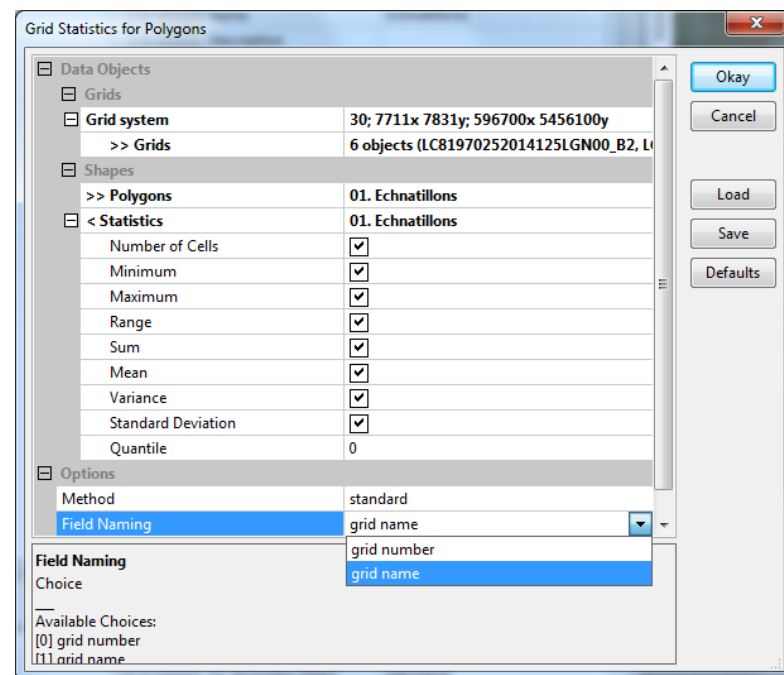 Grid Statistics for Polygons
Data Objects
Grids
Grid system 30; 7711x 7831y; 596700x 5456100y
>> Grids 6 objects (LC81970252014125LGN00_B2, L
Shapes
>> Polygons 01. Echnatillons
< Statistics 01. Echnatillons
Number of Cells
Minimum
Maximum
Range
Sum
Mean
Variance
Standard Deviation
Quantile 0
Options
Method standard
Field Naming grid name
grid number
grid name
Okay
Cancel
Load
Save
Defaults
Field Naming
Choice
Available Choices:
[0] grid number
[1] grid name